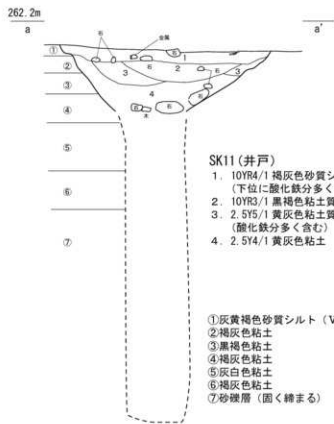 262.2m
a a'
石 金属 石
① 1 石
② 3 石 2 3
③ 4
④ 石 木 石 石
⑤
⑥
⑦
SK11(井戸)
1. 10YR4/1 褐灰色砂質シ
(下位に酸化鉄分多く
2. 10YR3/1 黒褐色粘土質
3. 2.5Y5/1 黄灰色粘土質
(酸化鉄分多く含む)
4. 2.5Y4/1 黄灰色粘土
①灰黄褐色砂質シルト(V
②褐灰色粘土
③黒褐色粘土
④褐灰色粘土
⑤灰白色粘土
⑥褐灰色粘土
⑦砂礫層(固く締まる)